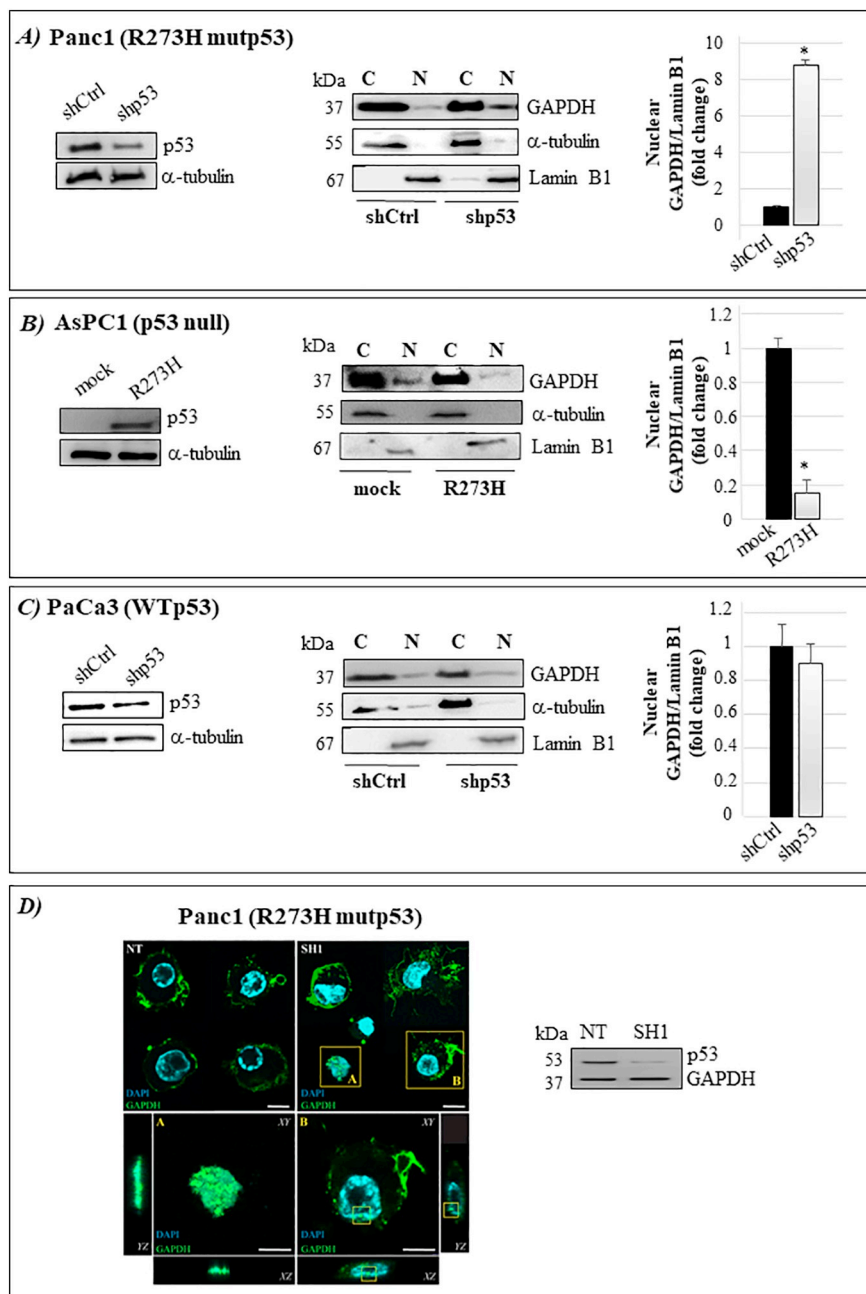 A) Panc1 (R273H mutp53)
shCtrl
shp53
p53
α-tubulin
kDa
C N C N
37 GAPDH
55 α-tubulin
67 Lamin B1
shCtrl shp53
Nuclear
GAPDH/Lamin B1
(fold change)
10
8
6
4
2
0
*
shCtrl
shp53
B) AsPC1 (p53 null)
mock
R273H
p53
α-tubulin
kDa
C N C N
37 GAPDH
55 α-tubulin
67 Lamin B1
mock R273H
Nuclear
GAPDH/Lamin B1
(fold change)
1.2
1
0.8
0.6
0.4
0.2
0
*
mock
R273H
C) PaCa3 (WTp53)
shCtrl
shp53
p53
α-tubulin
kDa
C N C N
37 GAPDH
55 α-tubulin
67 Lamin B1
shCtrl shp53
Nuclear
GAPDH/Lamin B1
(fold change)
1.2
1
0.8
0.6
0.4
0.2
0
shCtrl
shp53
D)
Panc1 (R273H mutp53)
NT
DAPI
GAPDH
SH1
A
B
DAPI
GAPDH
YZ
A
XY
DAPI
GAPDH
XZ
B
XY
DAPI
GAPDH
XZ
YZ
kDa NT SH1
53 p53
37 GAPDH